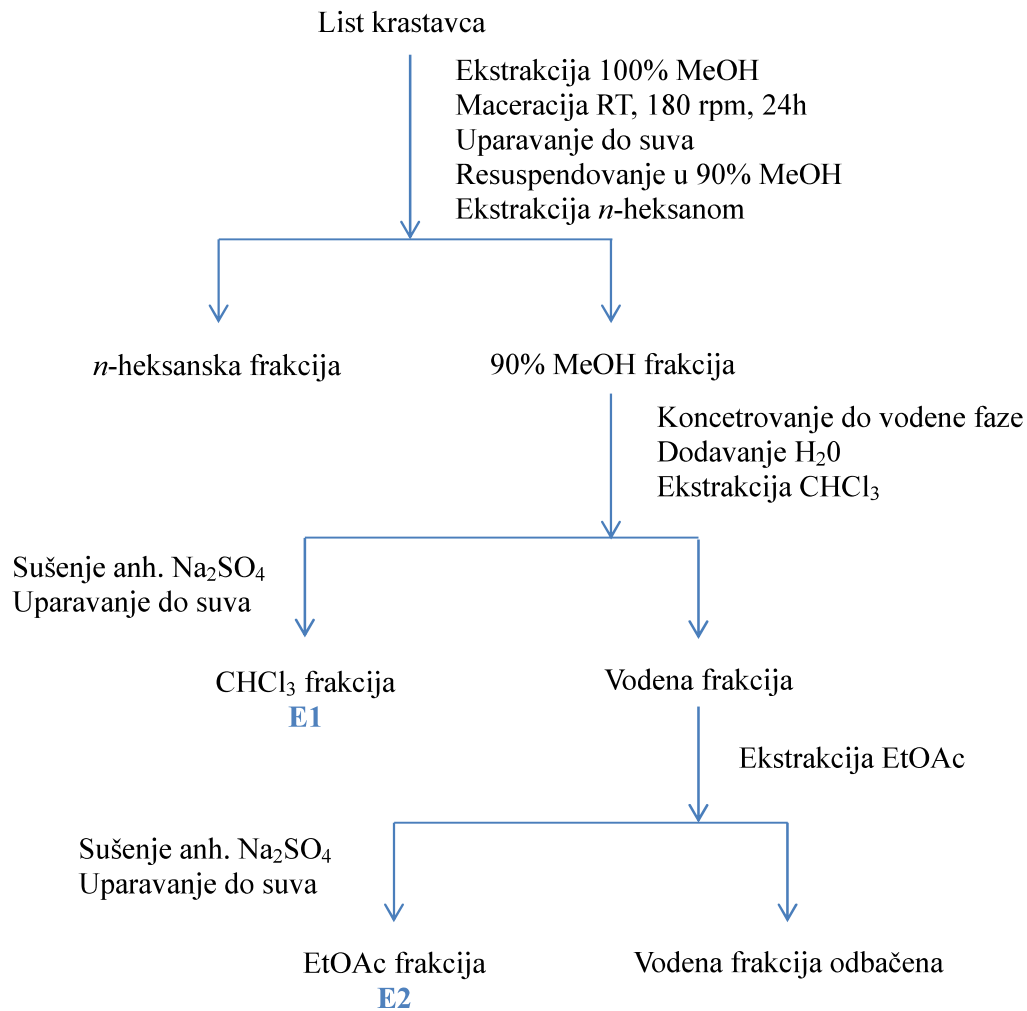 List krastavca
Ekstrakcija 100% MeOH
Maceracija RT, 180 rpm, 24h
Uparavanje do suva
Resuspendovanje u 90% MeOH
Ekstrakcija n-heksanom
n-heksanska frakcija
90% MeOH frakcija
Koncetrovanje do vodene faze
Dodavanje H₂0
Ekstrakcija CHCl₃
Sušenje anh. Na₂SO₄
Uparavanje do suva
CHCl₃ frakcija
E1
Vodena frakcija
Ekstrakcija EtOAc
Sušenje anh. Na₂SO₄
Uparavanje do suva
EtOAc frakcija
E2
Vodena frakcija odbačena